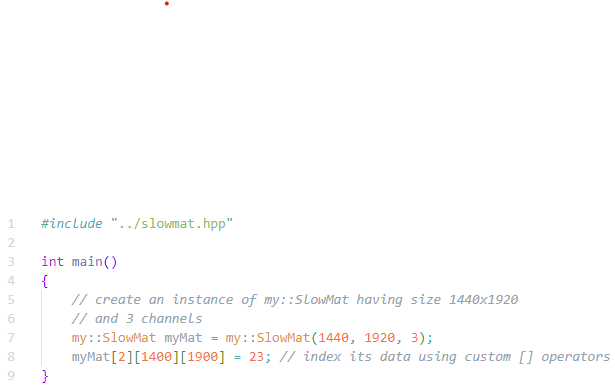 1 #include "../slowmat.hpp"
2
3 int main()
4 {
5 // create an instance of my::SlowMat having size 1440x1920
6 // and 3 channels
7 my::SlowMat myMat = my::SlowMat(1440, 1920, 3);
8 myMat[2][1400][1900] = 23; // index its data using custom [] operators
9 }